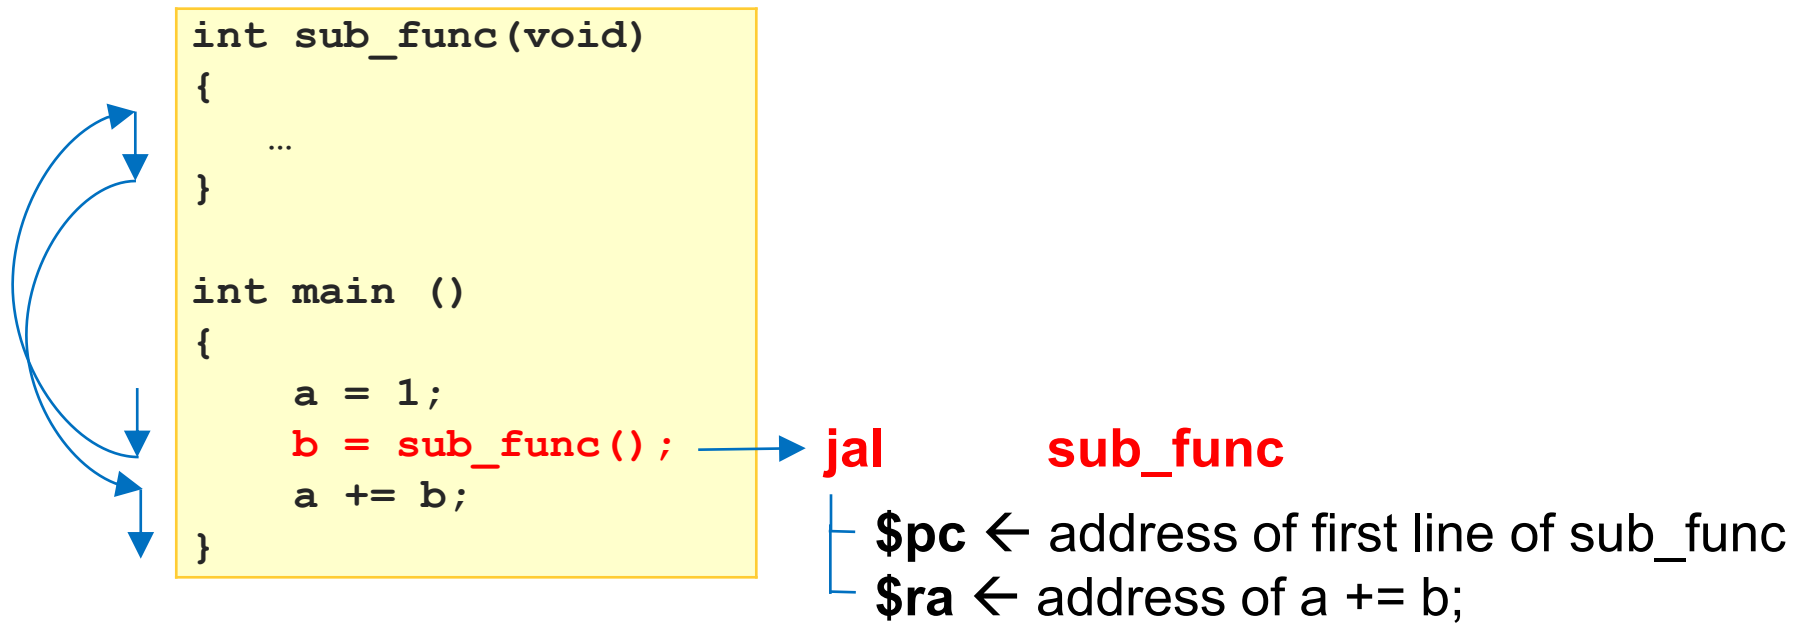 int sub_func(void)
{
…
}
int main ()
{
a = 1;
b = sub_func();
a += b;
}
jal sub_func
$pc ← address of first line of sub_func
$ra ← address of a += b;